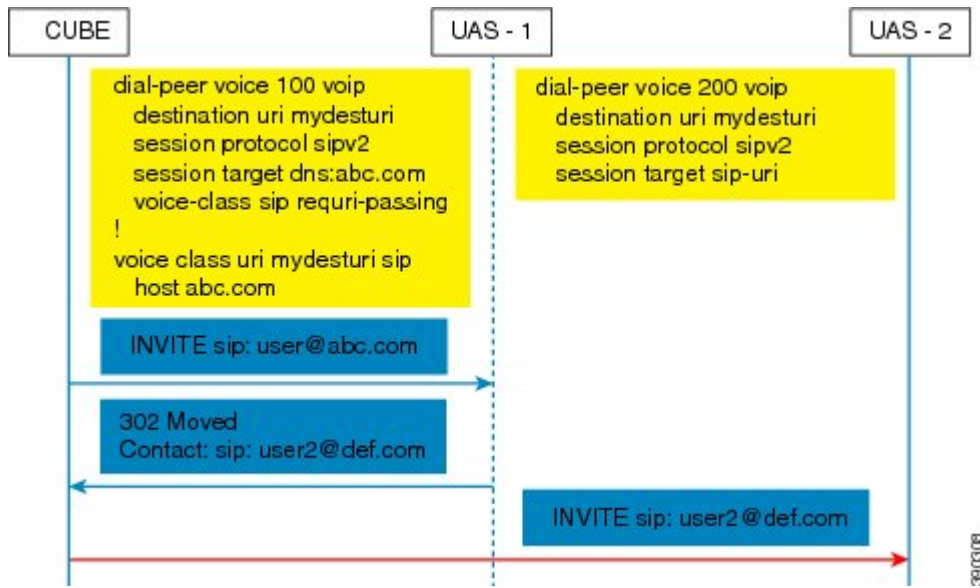 CUBE
UAS - 1
UAS - 2
dial-peer voice 100 voip
destination uri mydesturi
session protocol sipv2
session target dns:abc.com
voice-class sip requri-passing
!
voice class uri mydesturi sip
host abc.com
dial-peer voice 200 voip
destination uri mydesturi
session protocol sipv2
session target sip-uri
INVITE sip: user@abc.com
302 Moved
Contact: sip: user2@def.com
INVITE sip: user2@def.com